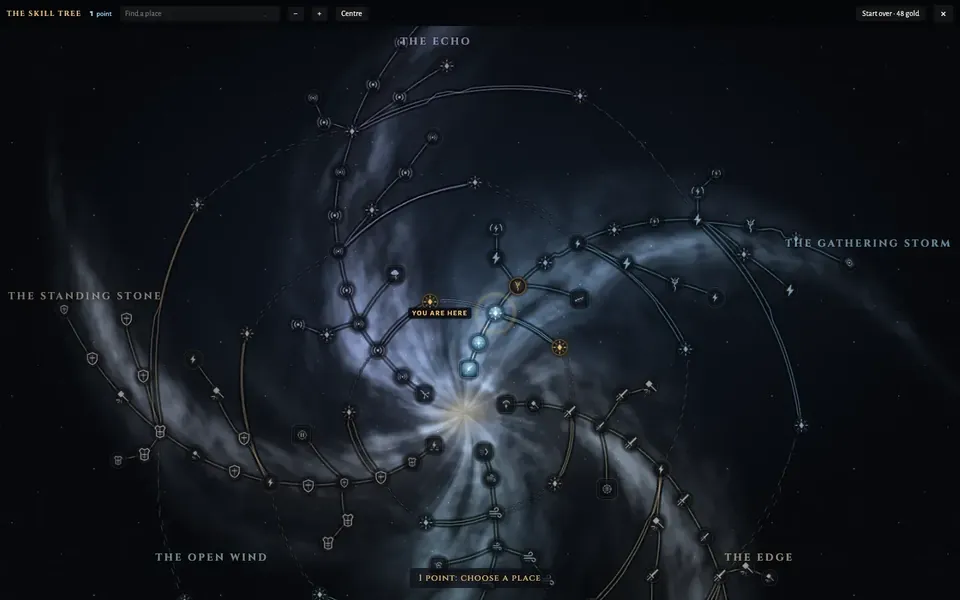 THE SKILL TREE
1 point
Find a place
−
+
Centre
Start over · 48 gold
×
THE ECHO
THE GATHERING STORM
THE STANDING STONE
YOU ARE HERE
THE OPEN WIND
THE EDGE
1 POINT: CHOOSE A PLACE